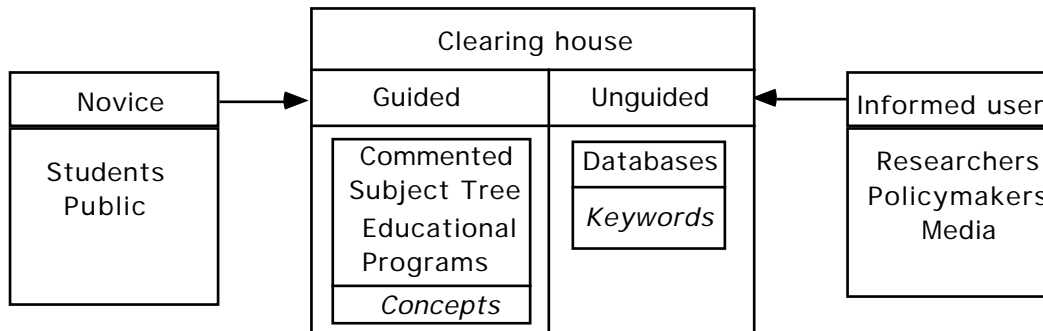 Clearing house
Novice
Guided
Unguided
Informed user
Students
Public
Commented
Subject Tree
Educational
Programs
Concepts
Databases
Keywords
Researchers
Policymakers
Media